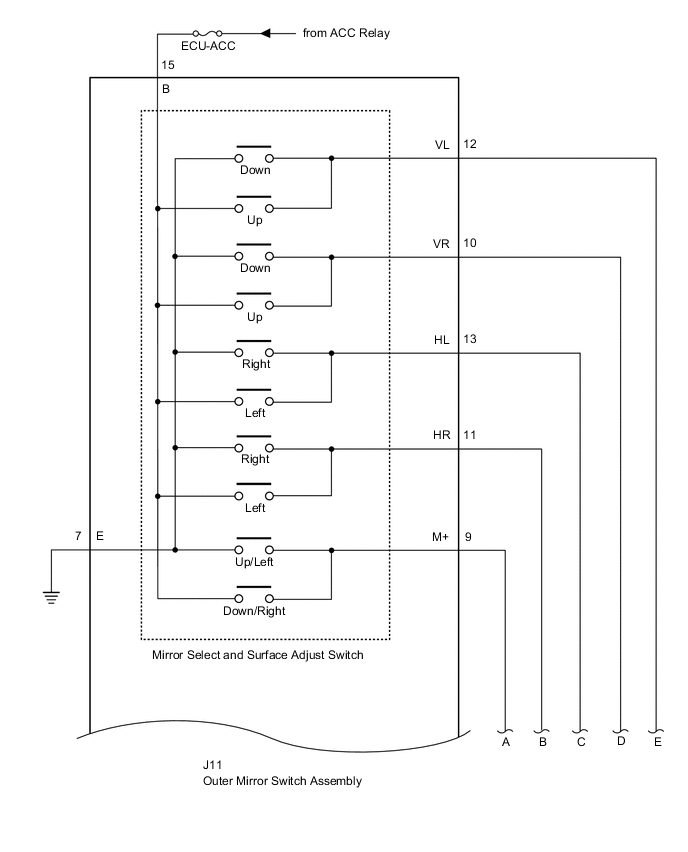 from ACC Relay
ECU-ACC
15
B
VL 12
Down
Up
VR 10
Down
Up
HL 13
Right
Left
HR 11
Right
Left
7 E
M+ 9
Up/Left
Down/Right
Mirror Select and Surface Adjust Switch
A B C D E
J11
Outer Mirror Switch Assembly